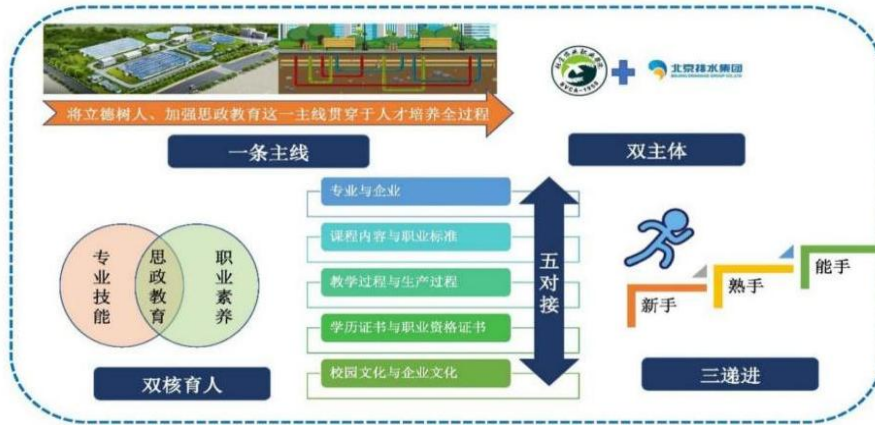 北京排水集团
将立德树人、加强思政教育这一主线贯穿于人才培养全过程
一条主线
双主体
专业与企业
课程内容与职业标准
教学过程与生产过程
学历证书与职业资格证书
校园文化与企业文化
五对接
专业技能
思政教育
职业素养
双核育人
新手
熟手
能手
三递进